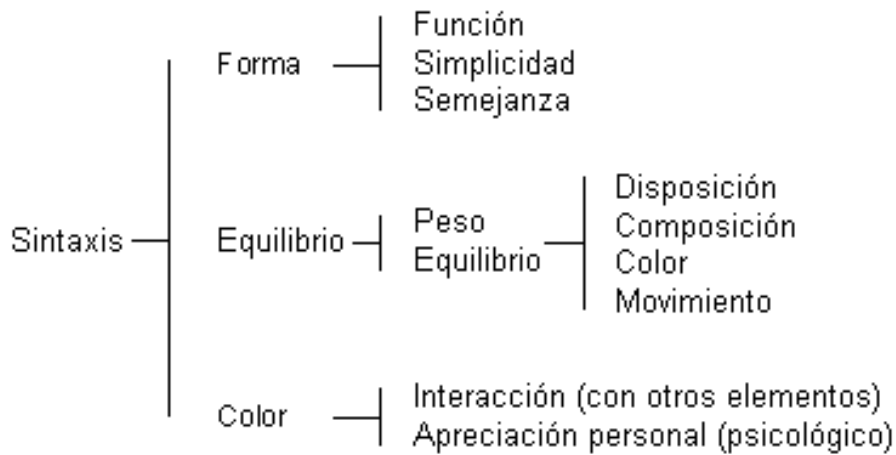 Sintaxis
Forma
Función
Simplicidad
Semejanza
Equilibrio
Peso
Equilibrio
Disposición
Composición
Color
Movimiento
Color
Interacción (con otros elementos)
Apreciación personal (psicológico)